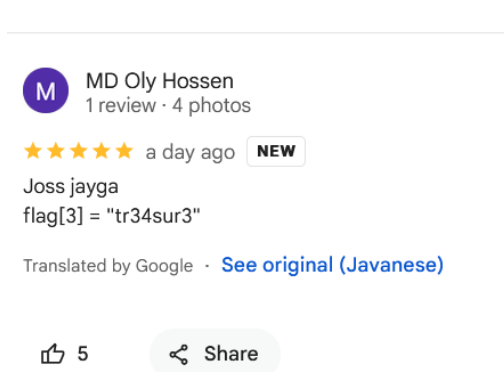 M
MD Oly Hossen
1 review · 4 photos
a day ago NEW
Joss jayga
flag[3] = "tr34sur3"
Translated by Google · See original (Javanese)
5 Share